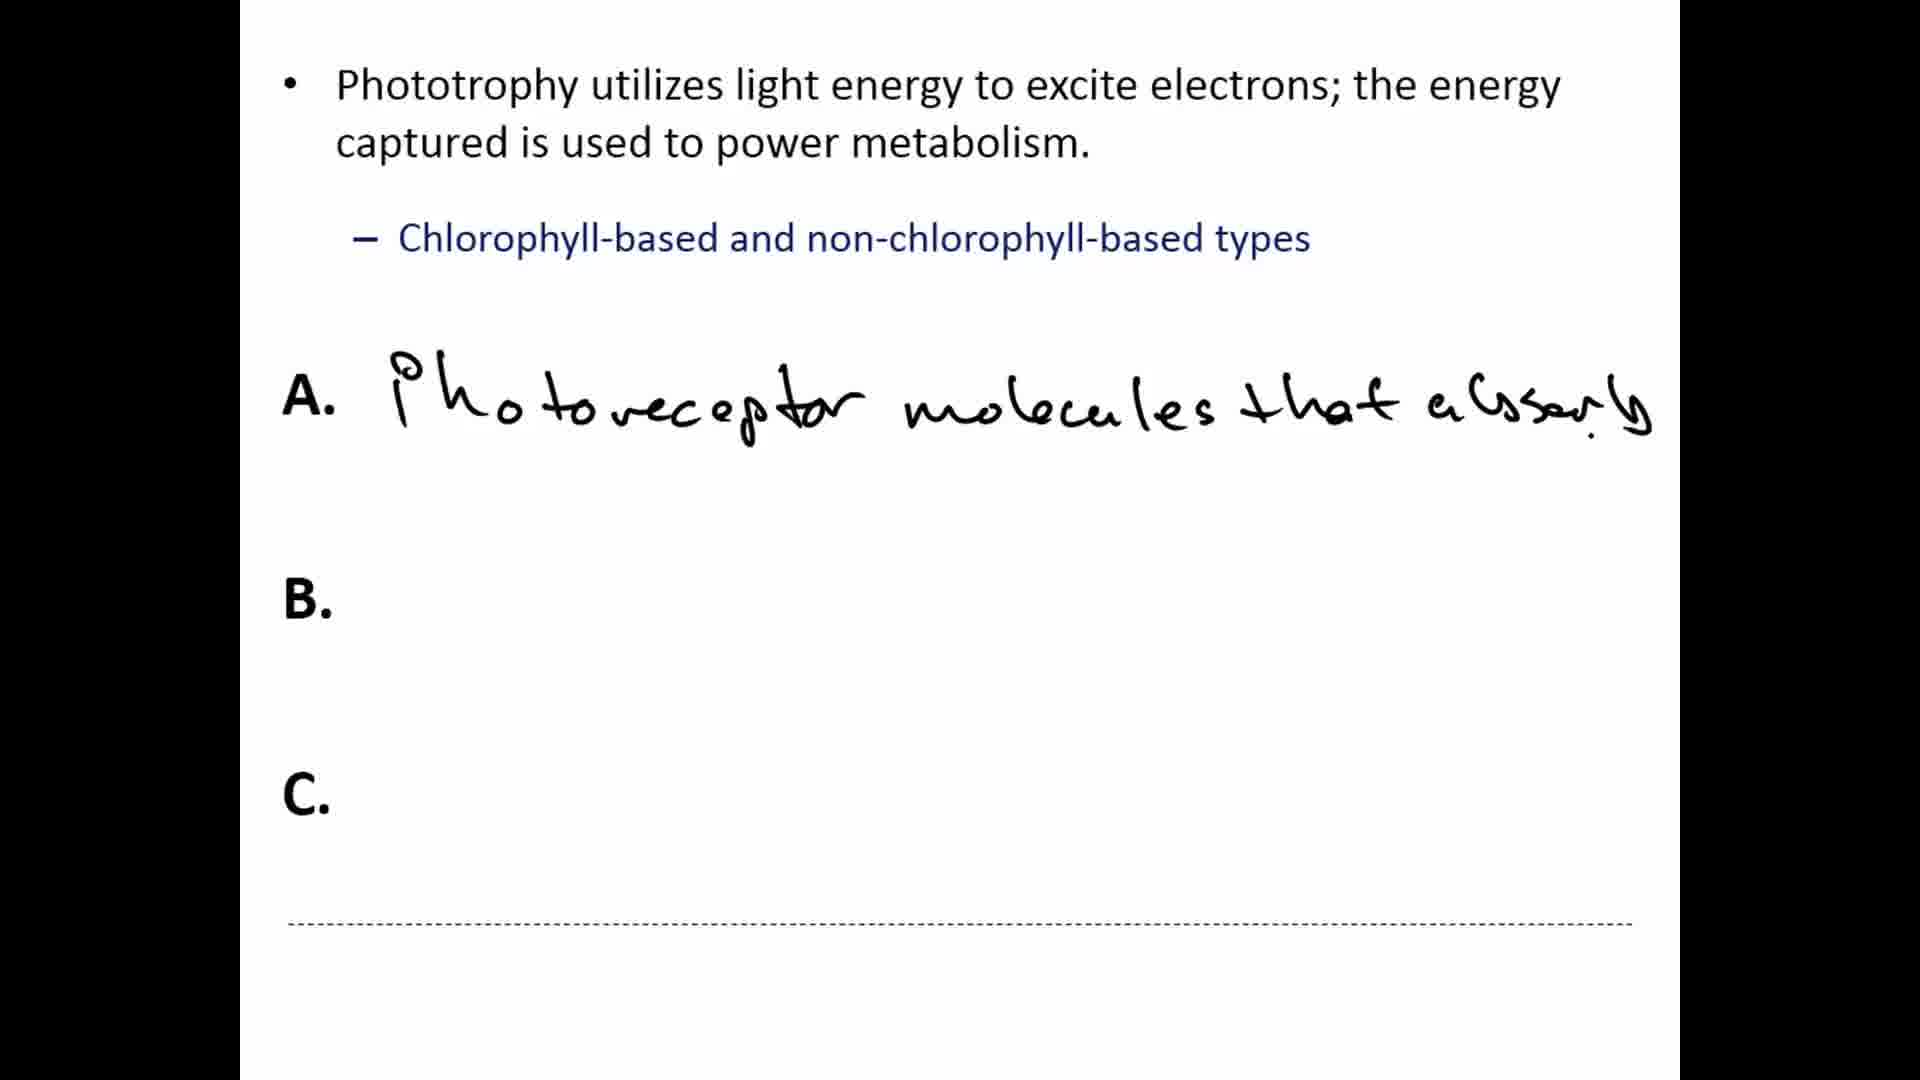 • Phototrophy utilizes light energy to excite electrons; the energy
captured is used to power metabolism.
– Chlorophyll-based and non-chlorophyll-based types
A. Photoreceptor molecules that absorb
B.
C.